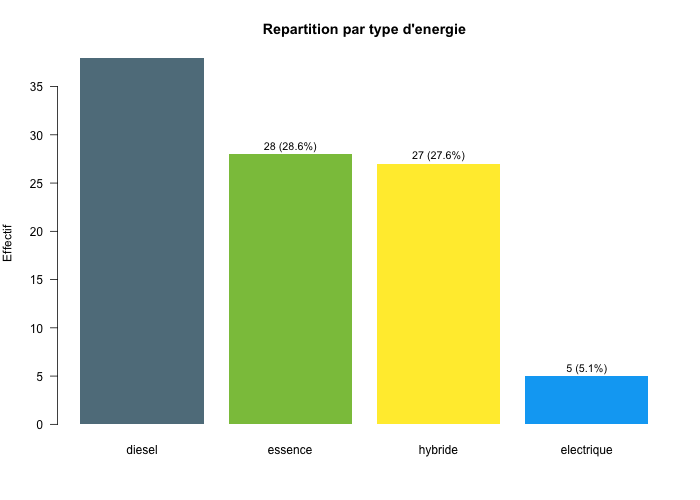 Repartition par type d'energie
Effectif
35
30
25
20
15
10
5
0
28 (28.6%)
27 (27.6%)
5 (5.1%)
diesel
essence
hybride
electrique